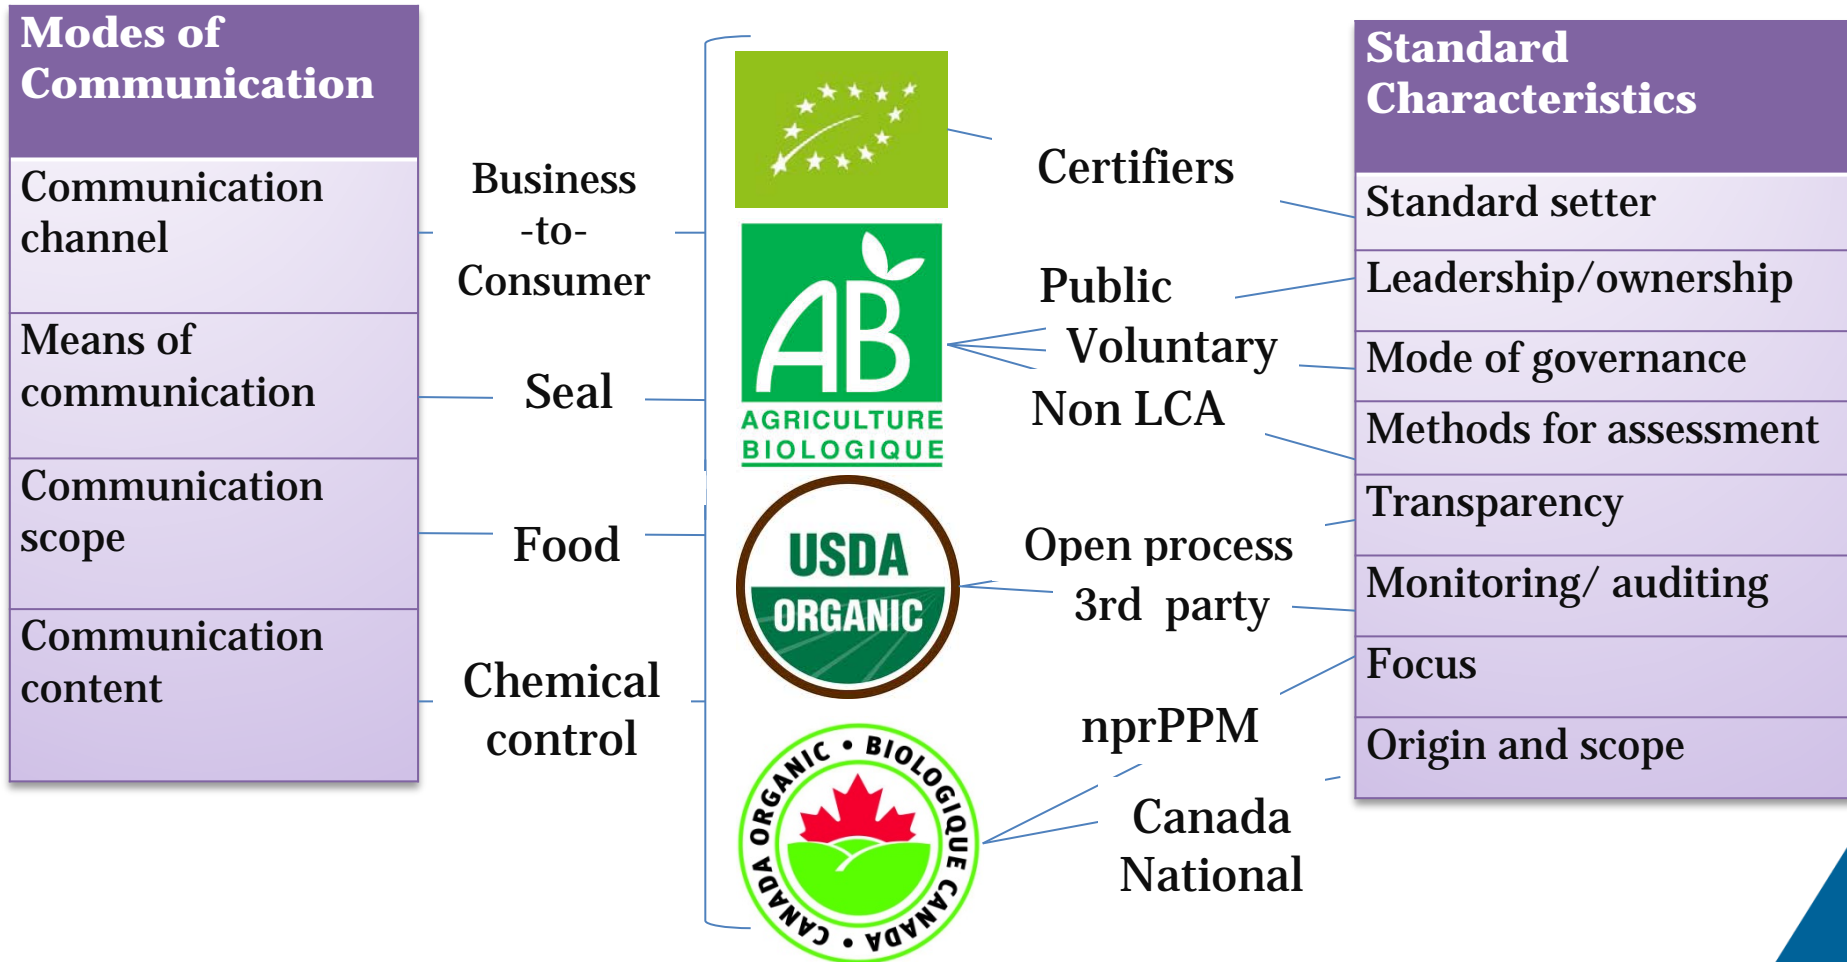 Modes of
Communication
Communication
channel
Means of
communication
Communication
scope
Communication
content
Business
-to-
Consumer
Seal
Food
Chemical
control
AB
AGRICULTURE
BIOLOGIQUE
USDA
ORGANIC
CANADA ORGANIC • BIOLOGIQUE CANADA •
Certifiers
Public
Voluntary
Non LCA
Open process
3rd party
nprPPM
Canada
National
Standard
Characteristics
Standard setter
Leadership/ownership
Mode of governance
Methods for assessment
Transparency
Monitoring/ auditing
Focus
Origin and scope